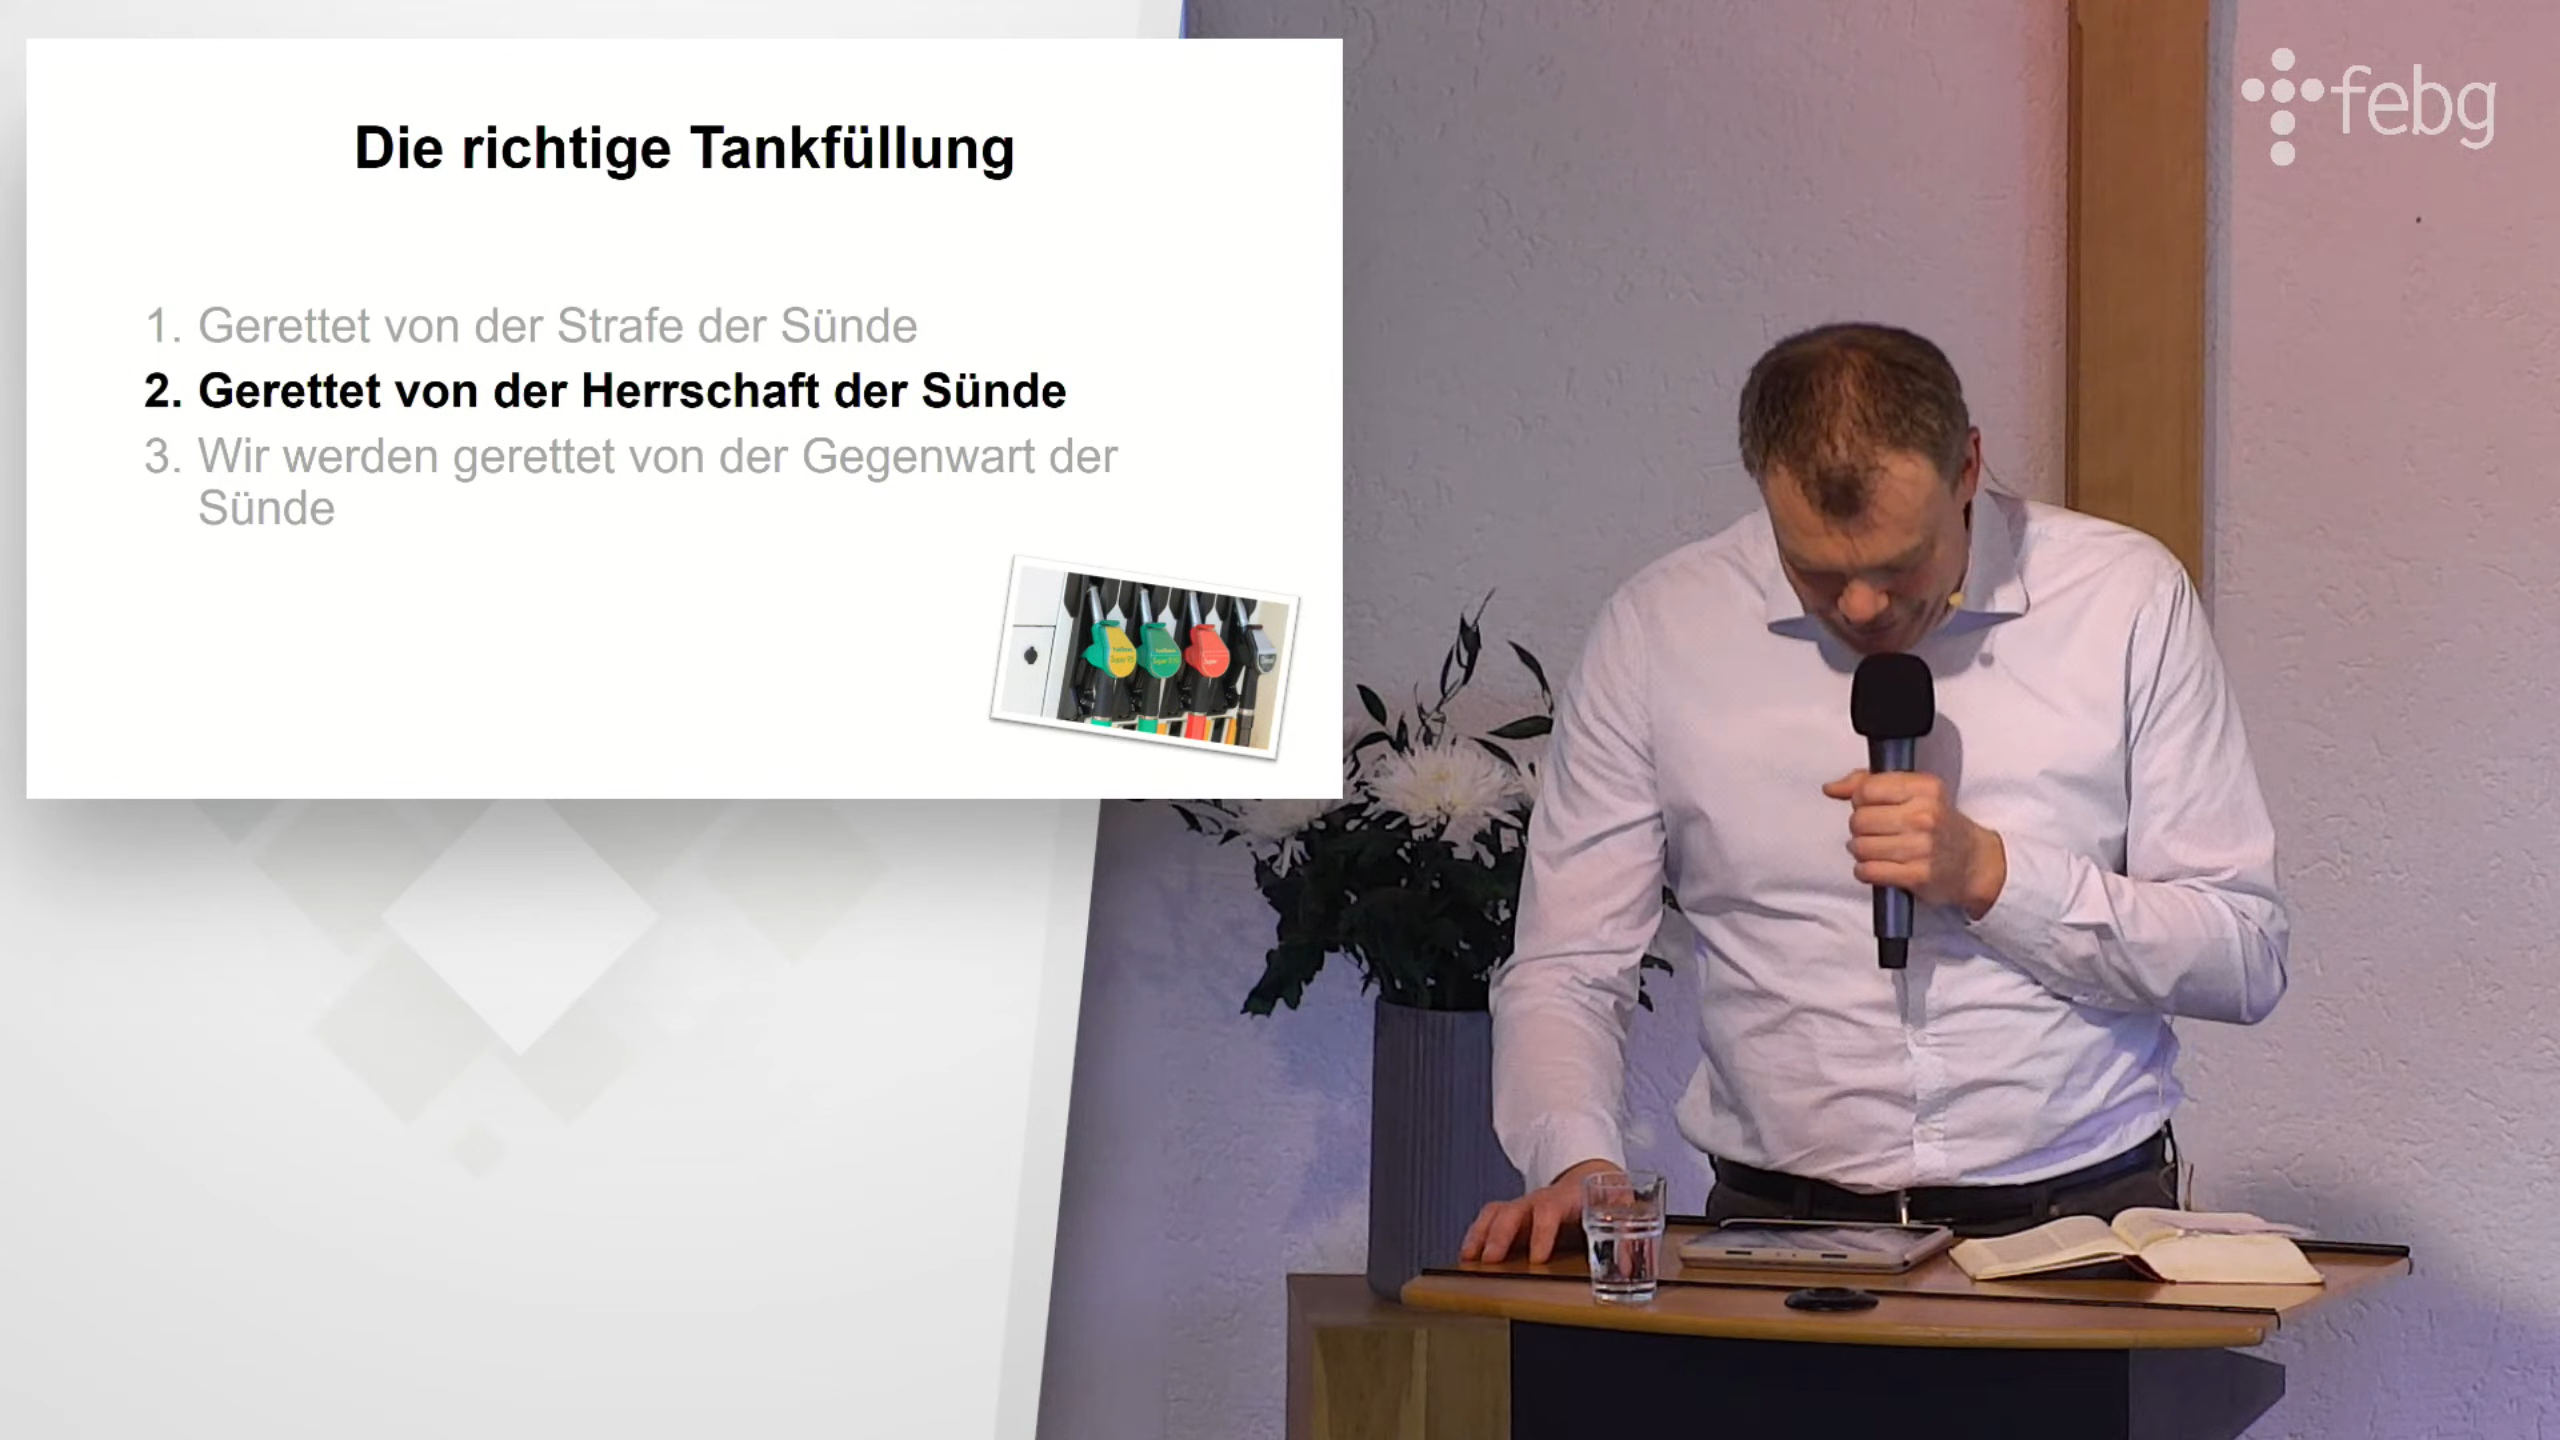 febg
Die richtige Tankfüllung
1. Gerettet von der Strafe der Sünde
2. Gerettet von der Herrschaft der Sünde
3. Wir werden gerettet von der Gegenwart der
Sünde